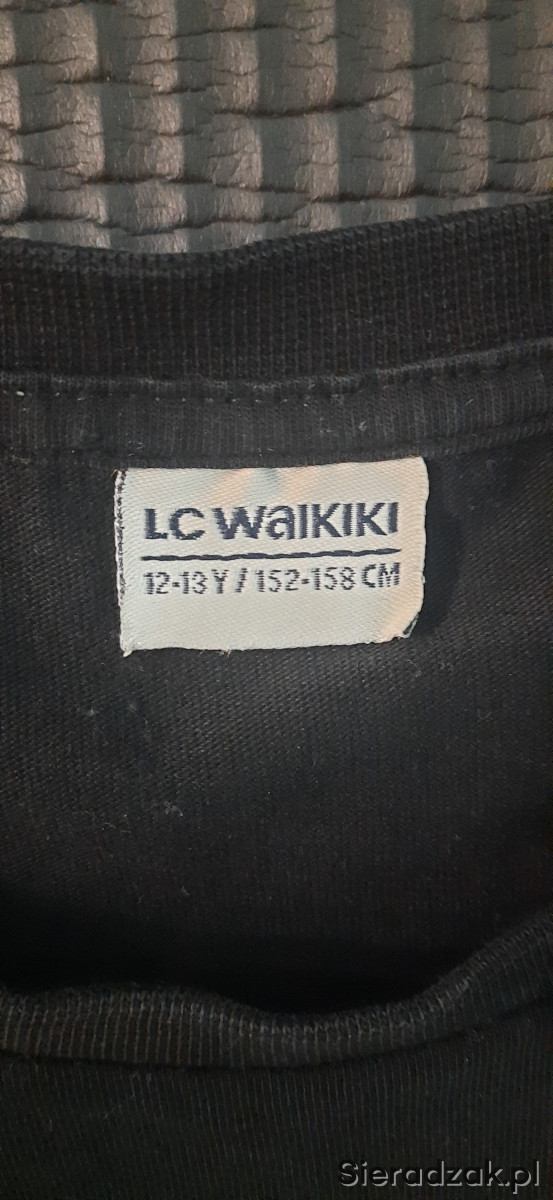 LC WAIKIKI
12-13 Y / 152-158 CM
Sieradzak.pl